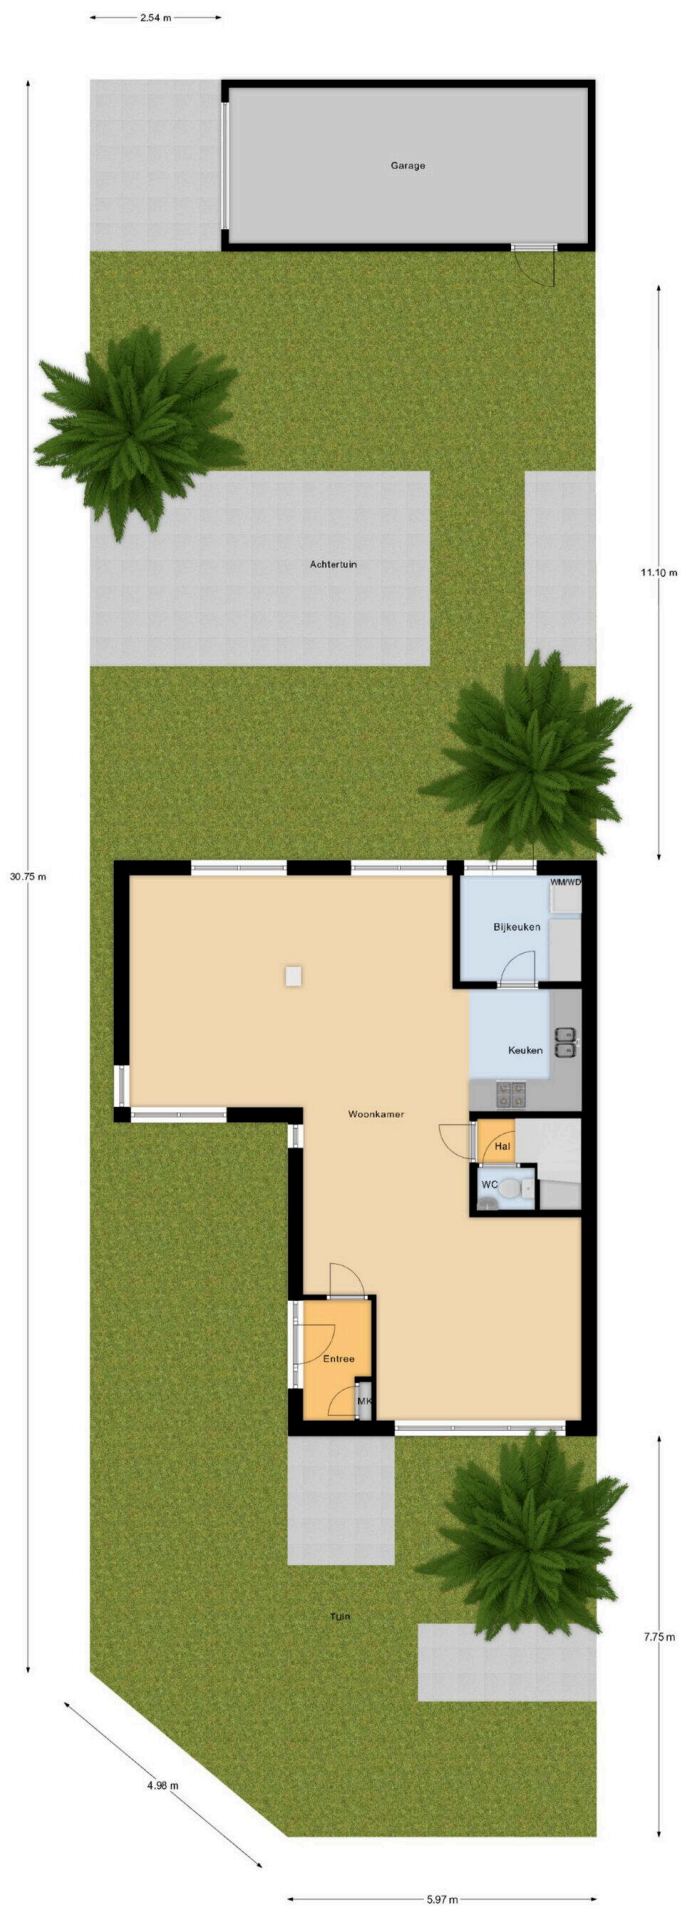 2.54 m
Garage
11.10 m
Achtertuin
30.75 m
WM/WD
Bijkeuken
Keuken
Woonkamer
Hal
WC
Entree
MK
Tuin
7.75 m
4.98 m
5.97 m